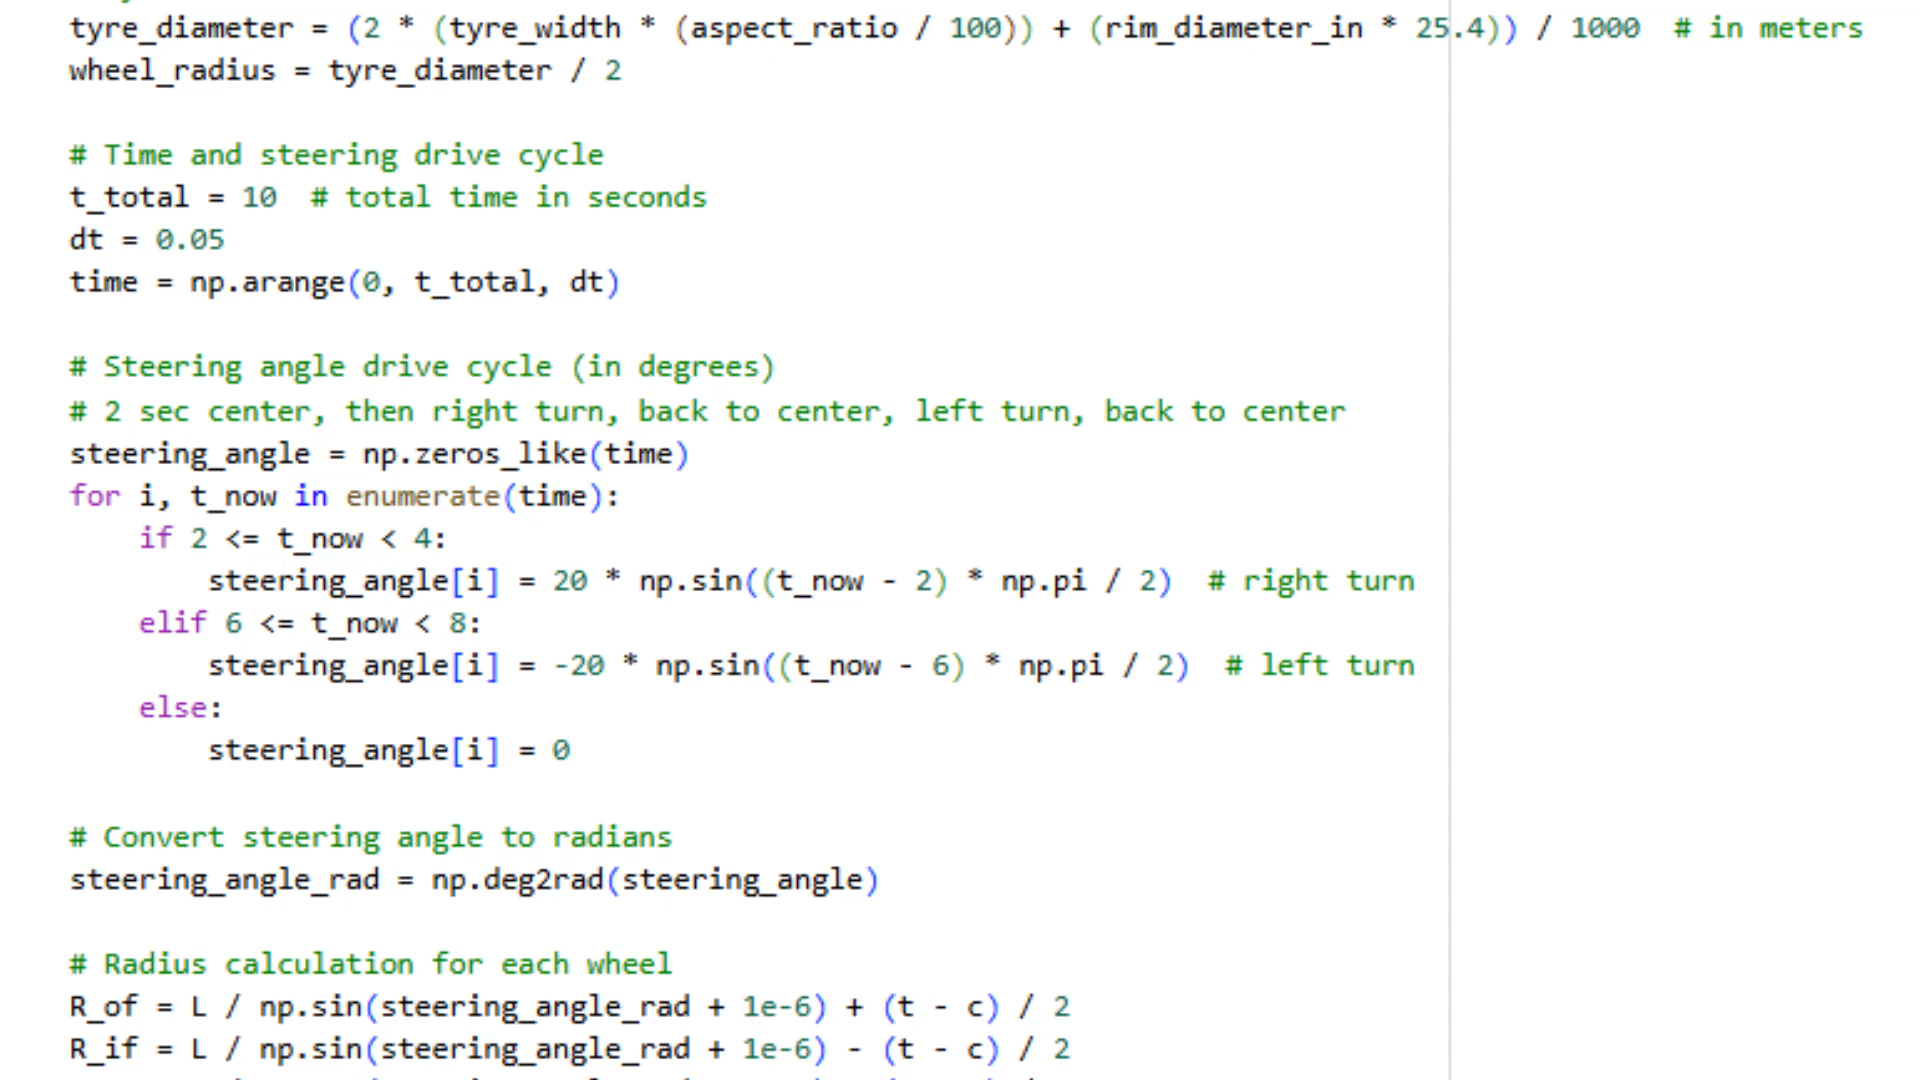 tyre_diameter = (2 * (tyre_width * (aspect_ratio / 100)) + (rim_diameter_in * 25.4)) / 1000  # in meters
wheel_radius = tyre_diameter / 2
# Time and steering drive cycle
t_total = 10  # total time in seconds
dt = 0.05
time = np.arange(0, t_total, dt)
# Steering angle drive cycle (in degrees)
# 2 sec center, then right turn, back to center, left turn, back to center
steering_angle = np.zeros_like(time)
for i, t_now in enumerate(time):
    if 2 <= t_now < 4:
        steering_angle[i] = 20 * np.sin((t_now - 2) * np.pi / 2)  # right turn
    elif 6 <= t_now < 8:
        steering_angle[i] = -20 * np.sin((t_now - 6) * np.pi / 2)  # left turn
    else:
        steering_angle[i] = 0
# Convert steering angle to radians
steering_angle_rad = np.deg2rad(steering_angle)
# Radius calculation for each wheel
R_of = L / np.sin(steering_angle_rad + 1e-6) + (t - c) / 2
R_if = L / np.sin(steering_angle_rad + 1e-6) - (t - c) / 2